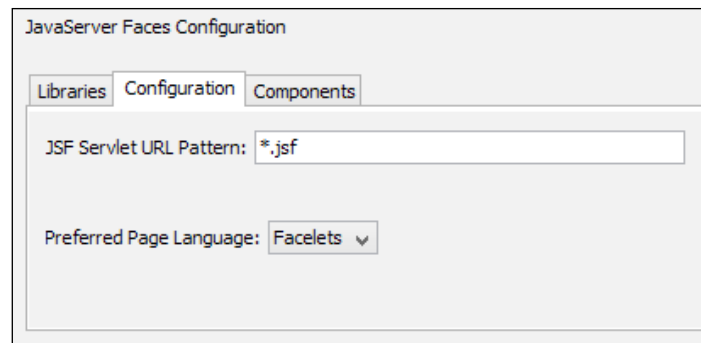 JavaServer Faces Configuration
Libraries Configuration Components
JSF Servlet URL Pattern: *.jsf
Preferred Page Language: Facelets